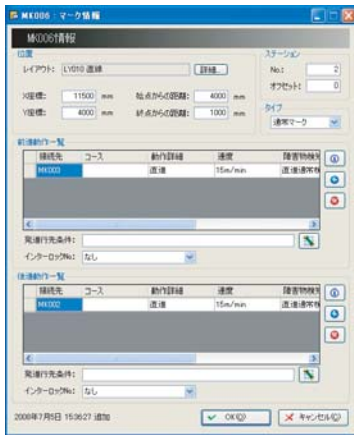 MK006 : マーク情報
MK006情報
位置
レイアウト: LY010 直線
詳細...
X座標: 11500 mm 始点からの距離: 4000 mm
Y座標: 4000 mm 終点からの距離: 1000 mm
ステーション
No.: 2
オフセット: 0
タイプ
通常マーク
前進動作一覧
接続先 コース 動作詳細 速度 障害物検知
MK003 直進 15m/min 直進通常
発進行先条件:
インターロックNo: なし
後進動作一覧
接続先 コース 動作詳細 速度 障害物検知
MK002 直進 15m/min 直進通常
発進行先条件:
インターロックNo: なし
2008年7月5日 15:36:27 追加
OK(O)
キャンセル(C)